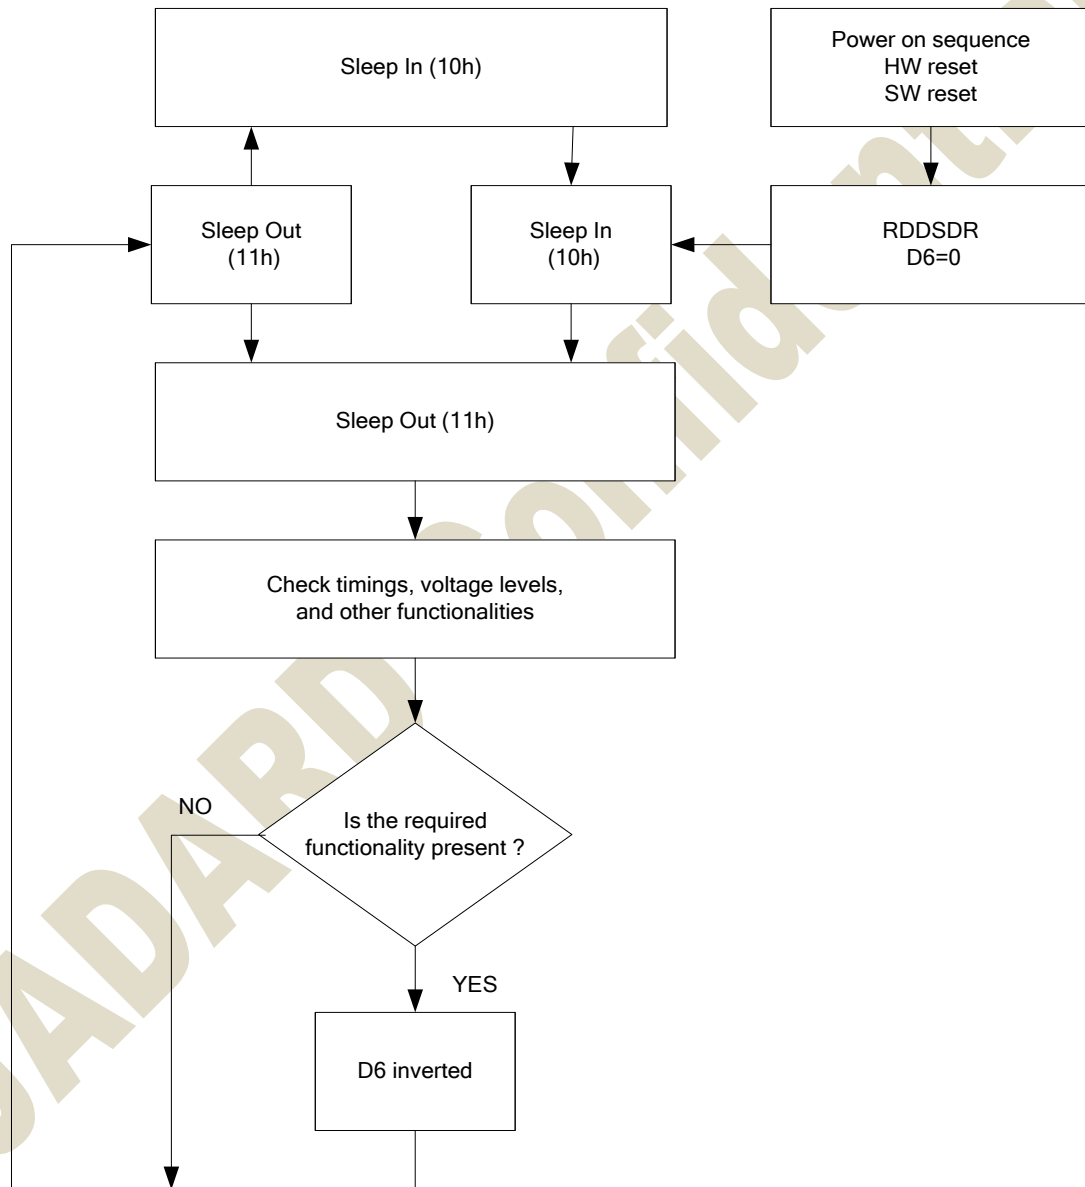 Sleep In (10h)
Power on sequence
HW reset
SW reset
Sleep Out
(11h)
Sleep In
(10h)
RDDSDR
D6=0
Sleep Out (11h)
Check timings, voltage levels,
and other functionalities
NO
Is the required
functionality present ?
YES
D6 inverted